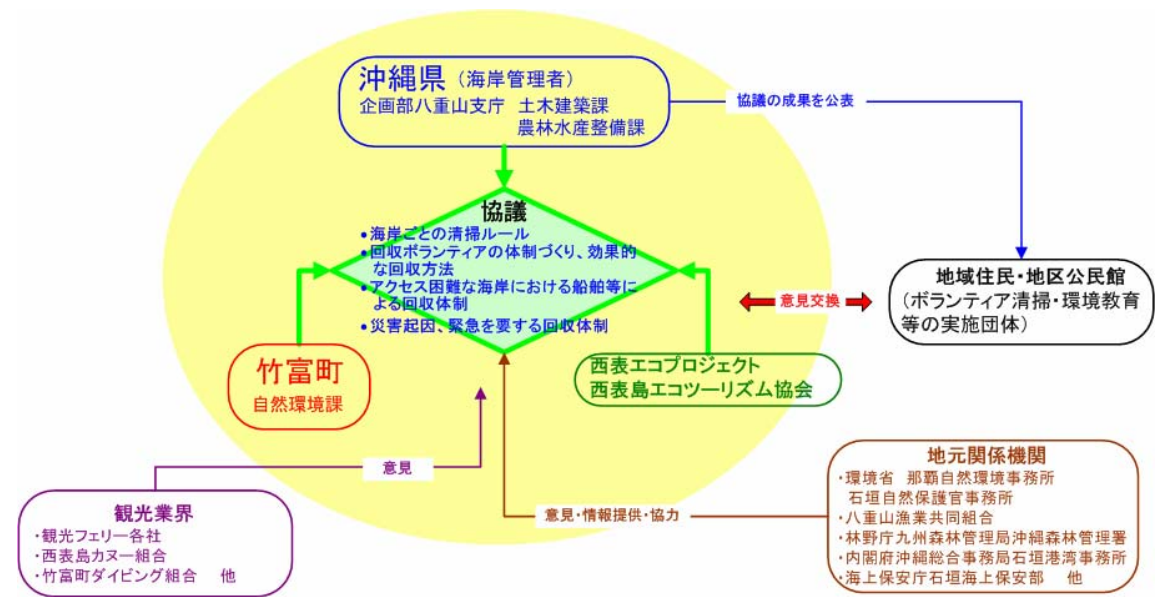 沖縄県（海岸管理者）
企画部八重山支庁　土木建築課
農林水産整備課
協議の成果を公表
協議
•海岸ごとの清掃ルール
•回収ボランティアの体制づくり、効果的
な回収方法
•アクセス困難な海岸における船舶等に
よる回収体制
•災害起因、緊急を要する回収体制
意見交換
地域住民・地区公民館
（ボランティア清掃・環境教育
等の実施団体）
竹富町
自然環境課
西表エコプロジェクト
西表島エコツーリズム協会
意見
意見・情報提供・協力
観光業界
・観光フェリー各社
・西表島カヌー組合
・竹富町ダイビング組合　他
地元関係機関
・環境省　那覇自然環境事務所
石垣自然保護官事務所
・八重山漁業共同組合
・林野庁九州森林管理局沖縄森林管理署
・内閣府沖縄総合事務局石垣港湾事務所
・海上保安庁石垣海上保安部　他